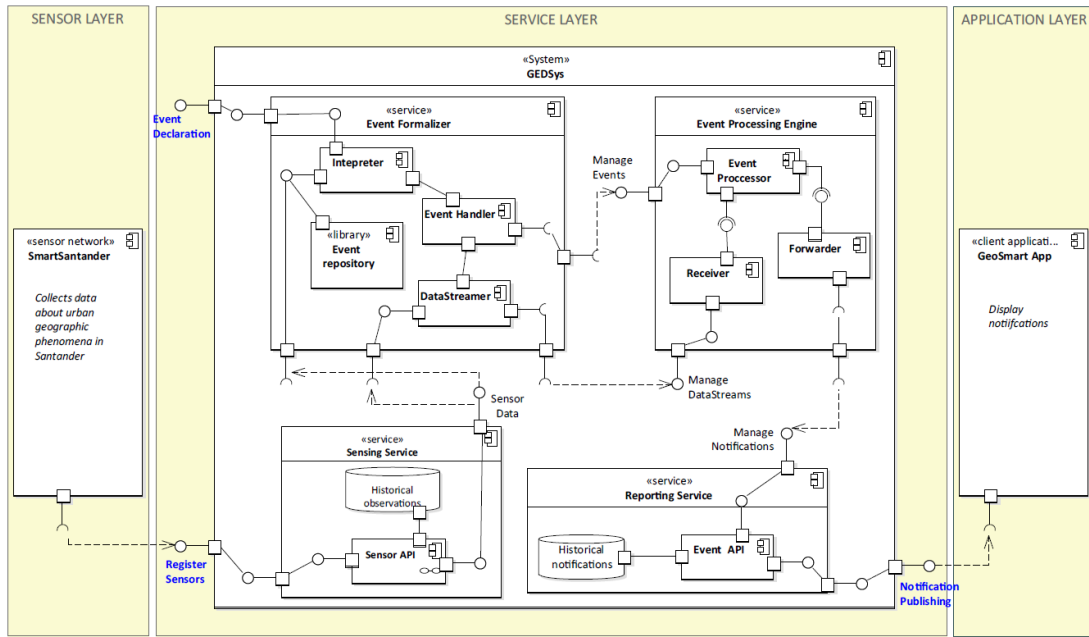 SENSOR LAYER
SERVICE LAYER
APPLICATION LAYER
«System»
GEDSys
Event
Declaration
«service»
Event Formalizer
Intepreter
Event Handler
«library»
Event
repository
DataStreamer
Manage
Events
«service»
Event Processing Engine
Event
Proccessor
Receiver
Forwarder
«sensor network»
SmartSantander
Collects data
about urban
geographic
phenomena in
Santander
«client applicati...
GeoSmart App
Display
notiifcations
Sensor
Data
Manage
DataStreams
Manage
Notifications
«service»
Sensing Service
Historical
observations
Sensor API
«service»
Reporting Service
Historical
notifications
Event API
Register
Sensors
Notification
Publishing